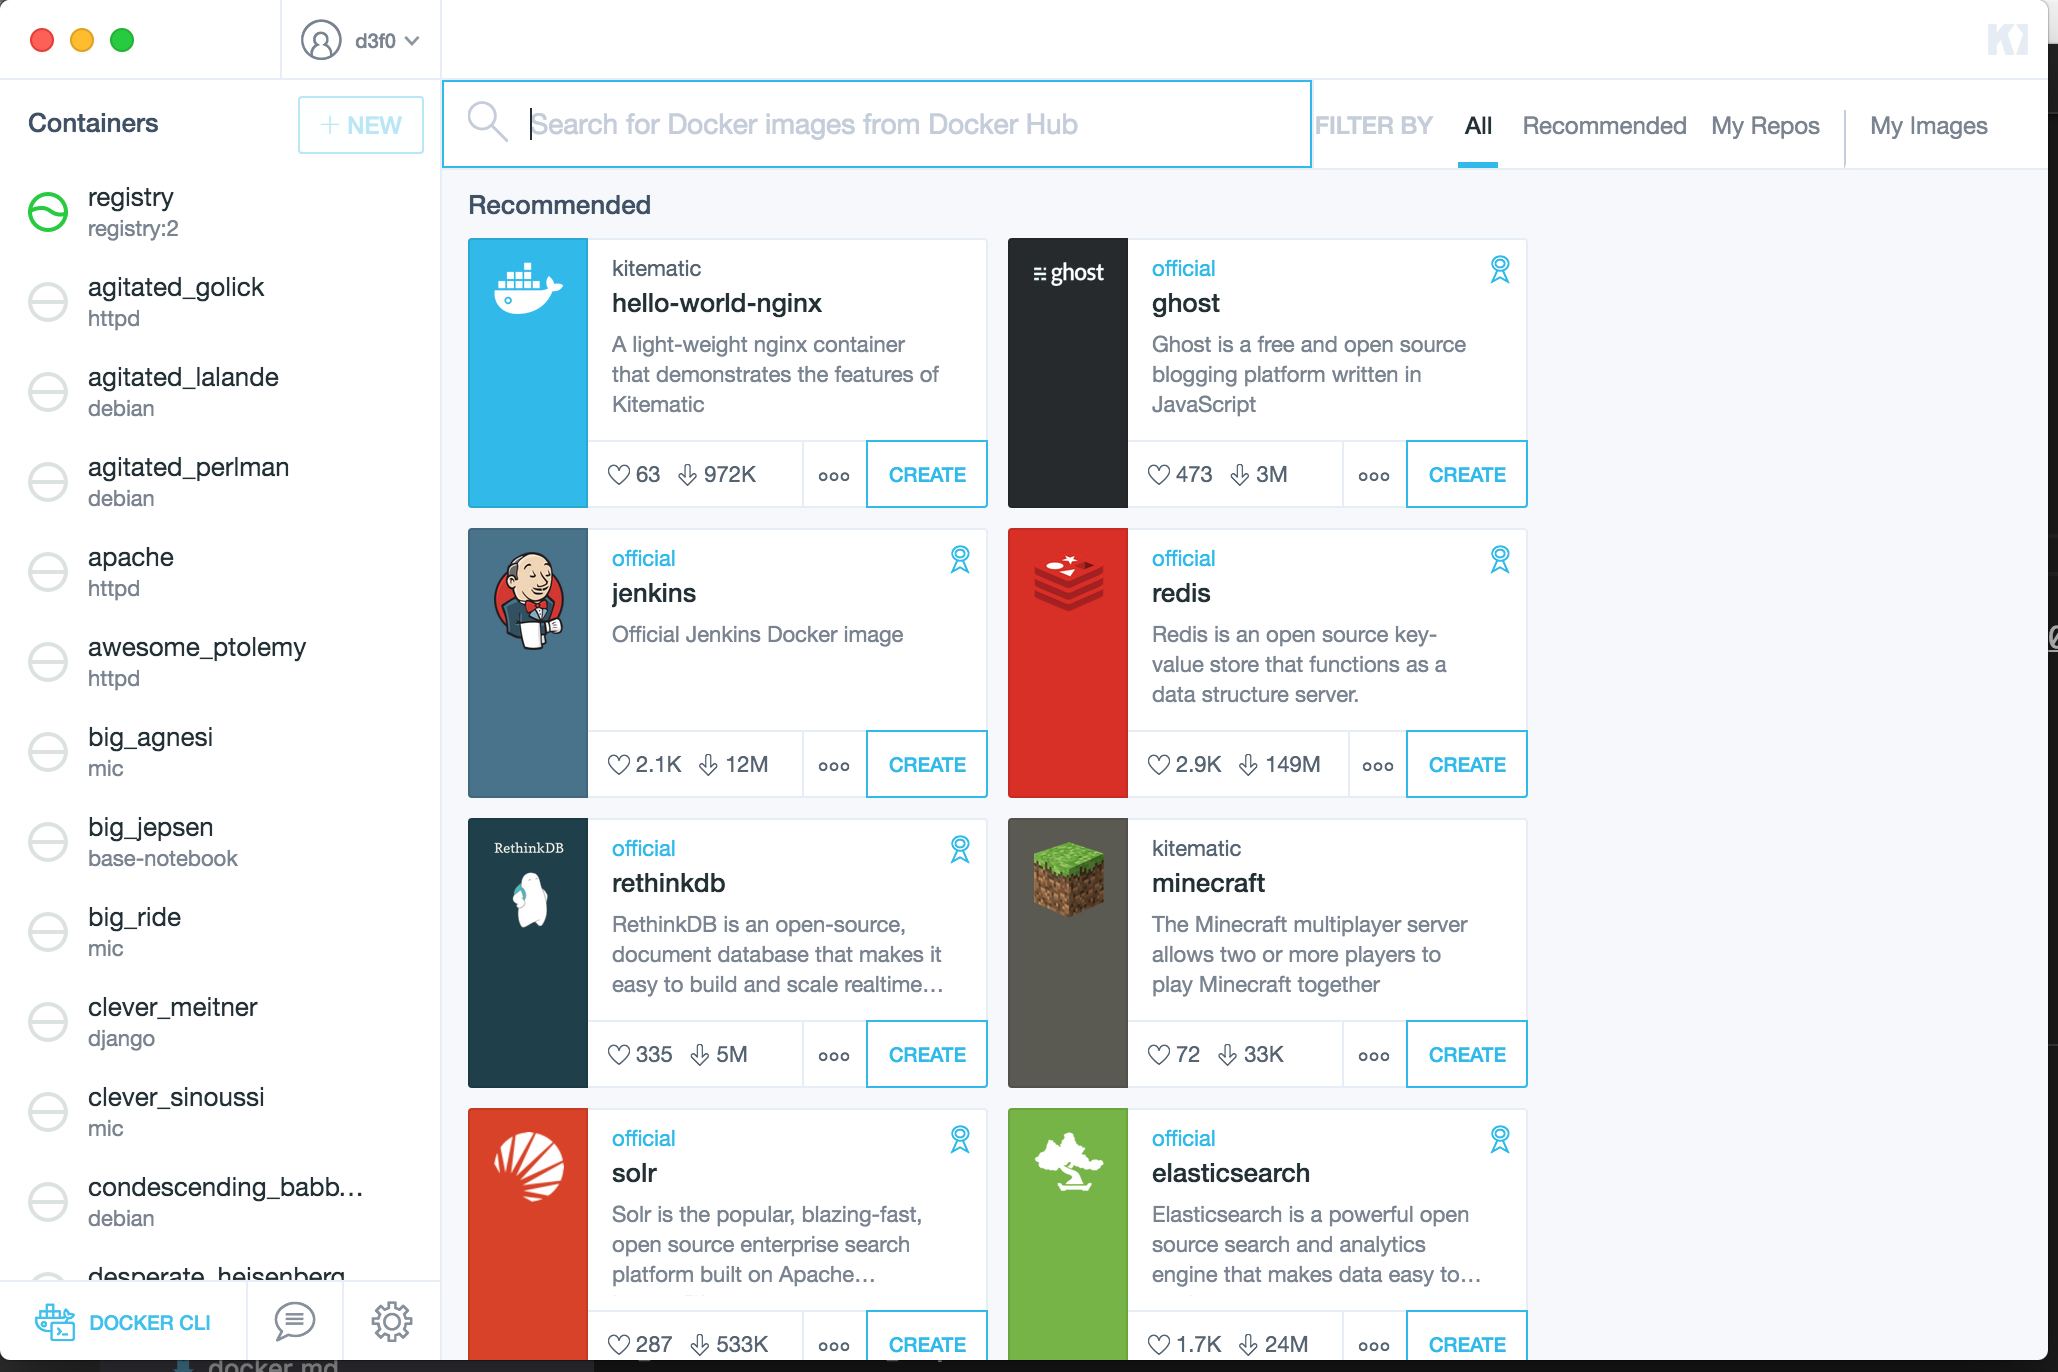 d3f0
Containers
+ NEW
registry
registry:2
agitated_golick
httpd
agitated_lalande
debian
agitated_perlman
debian
apache
httpd
awesome_ptolemy
httpd
big_agnesi
mic
big_jepsen
base-notebook
big_ride
mic
clever_meitner
django
clever_sinoussi
mic
condescending_babb...
debian
desperate_heisenberg
DOCKER CLI
Search for Docker images from Docker Hub
FILTER BY All Recommended My Repos My Images
Recommended
kitematic
hello-world-nginx
A light-weight nginx container
that demonstrates the features of
Kitematic
63 972K
CREATE
ghost
official
ghost
Ghost is a free and open source
blogging platform written in
JavaScript
473 3M
CREATE
official
jenkins
Official Jenkins Docker image
2.1K 12M
CREATE
official
redis
Redis is an open source key-
value store that functions as a
data structure server.
2.9K 149M
CREATE
RethinkDB
official
rethinkdb
RethinkDB is an open-source,
document database that makes it
easy to build and scale realtime...
335 5M
CREATE
kitematic
minecraft
The Minecraft multiplayer server
allows two or more players to
play Minecraft together
72 33K
CREATE
official
solr
Solr is the popular, blazing-fast,
open source enterprise search
platform built on Apache...
287 533K
CREATE
official
elasticsearch
Elasticsearch is a powerful open
source search and analytics
engine that makes data easy to...
1.7K 24M
CREATE
docker.md